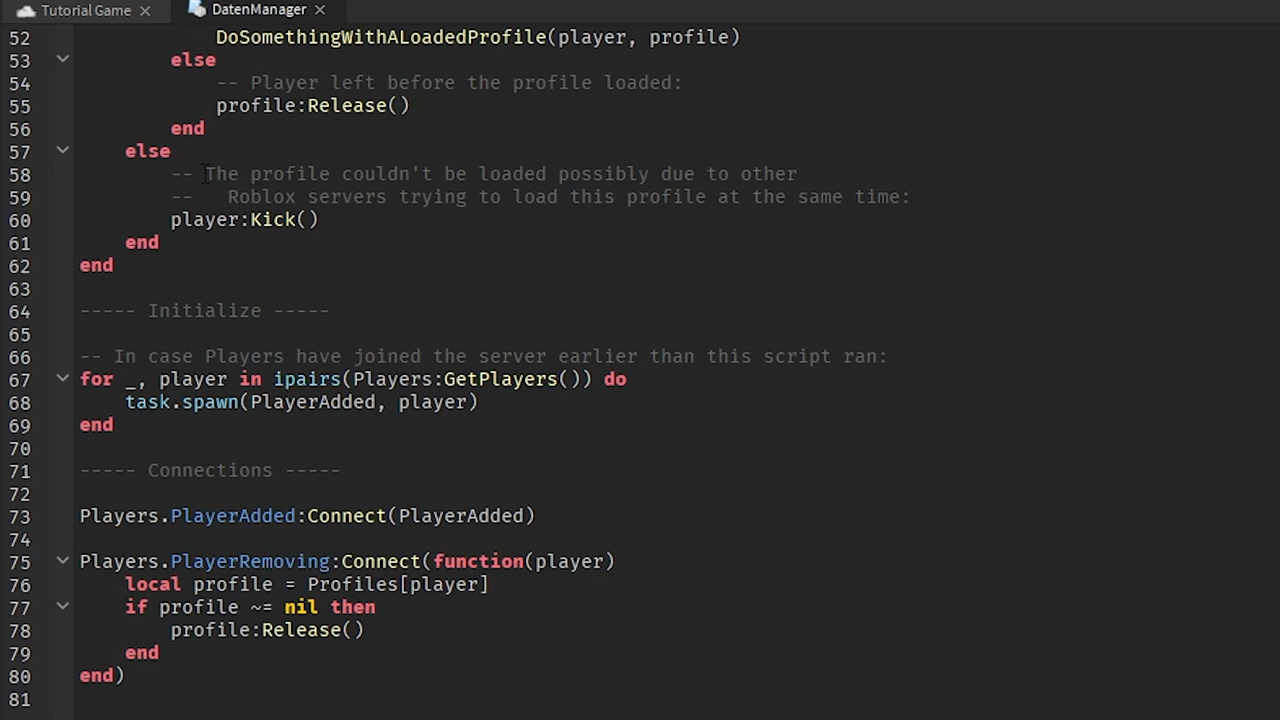 Tutorial Game DatenManager
52 DoSomethingWithALoadedProfile(player, profile)
53 else
54 -- Player left before the profile loaded:
55 profile:Release()
56 end
57 else
58 -- The profile couldn't be loaded possibly due to other
59 --   Roblox servers trying to load this profile at the same time:
60 player:Kick()
61 end
62 end
63
64 ----- Initialize -----
65
66 -- In case Players have joined the server earlier than this script ran:
67 for _, player in ipairs(Players:GetPlayers()) do
68 task.spawn(PlayerAdded, player)
69 end
70
71 ----- Connections -----
72
73 Players.PlayerAdded:Connect(PlayerAdded)
74
75 Players.PlayerRemoving:Connect(function(player)
76 local profile = Profiles[player]
77 if profile ~= nil then
78 profile:Release()
79 end
80 end)
81